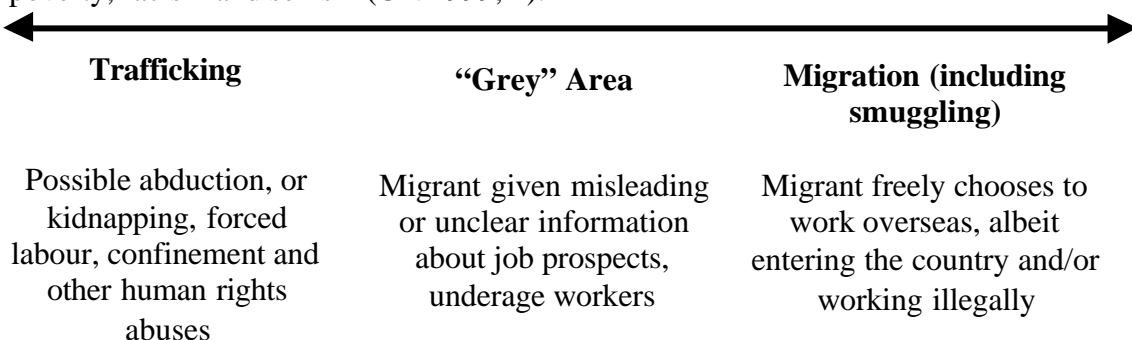 Trafficking
"Grey" Area
Migration (including
smuggling)
Possible abduction, or
kidnapping, forced
labour, confinement and
other human rights
abuses
Migrant given misleading
or unclear information
about job prospects,
underage workers
Migrant freely chooses to
work overseas, albeit
entering the country and/or
working illegally